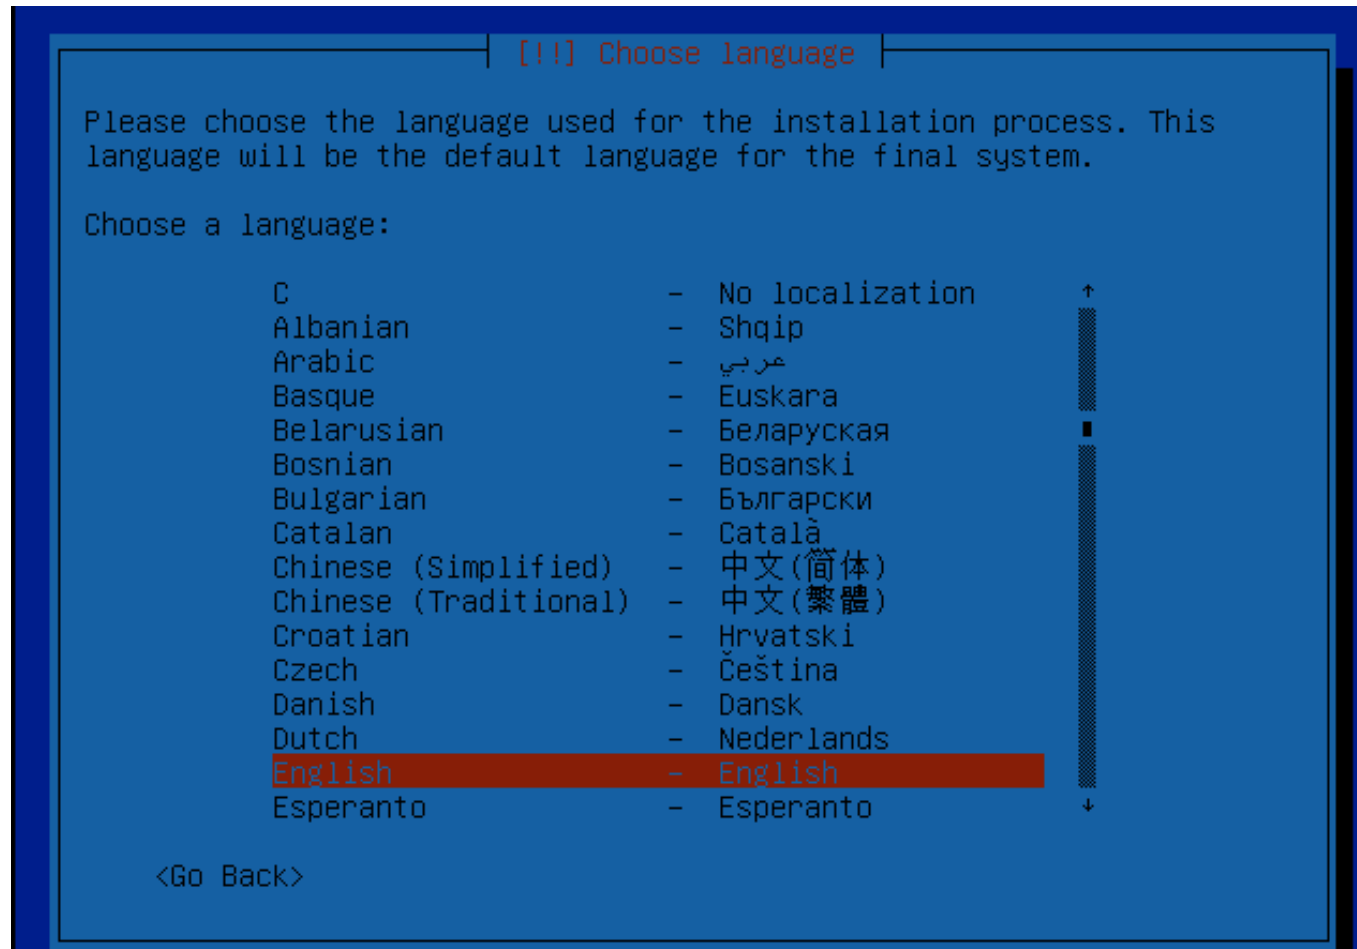 [!!] Choose language
Please choose the language used for the installation process. This
language will be the default language for the final system.
Choose a language:
C - No localization
Albanian - Shqip
Arabic - عربي
Basque - Euskara
Belarusian - Беларуская
Bosnian - Bosanski
Bulgarian - Български
Catalan - Català
Chinese (Simplified) - 中文(简体)
Chinese (Traditional) - 中文(繁體)
Croatian - Hrvatski
Czech - Čeština
Danish - Dansk
Dutch - Nederlands
English - English
Esperanto - Esperanto
<Go Back>